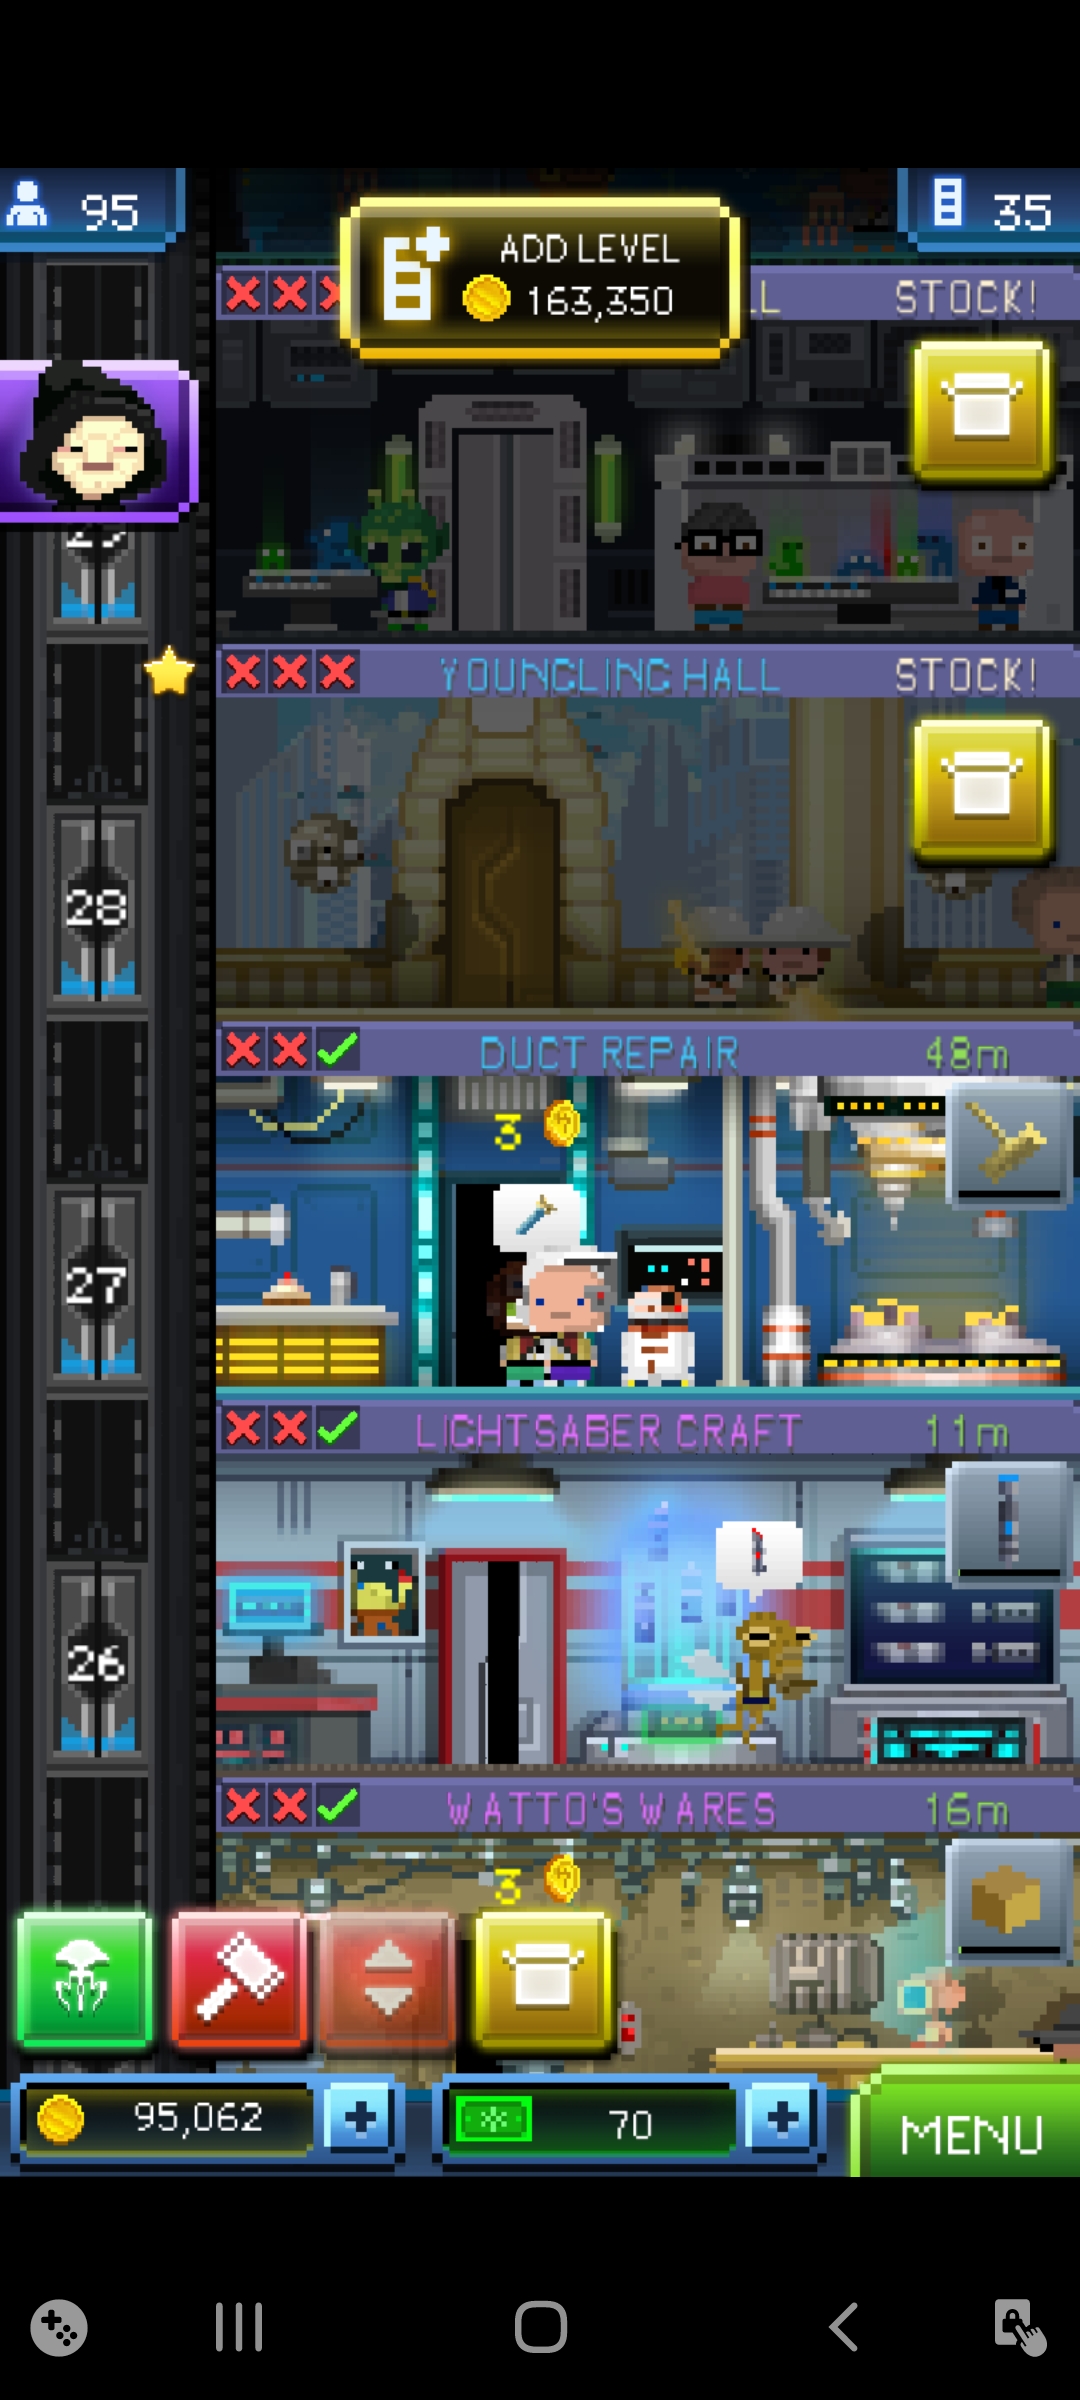 95
ADD LEVEL
163,350
35
LL
STOCK!
YOUNGLING HALL
STOCK!
28
DUCT REPAIR
48m
3
27
LIGHTSABER CRAFT
11m
26
WATTO'S WARES
16m
3
95,062
70
MENU